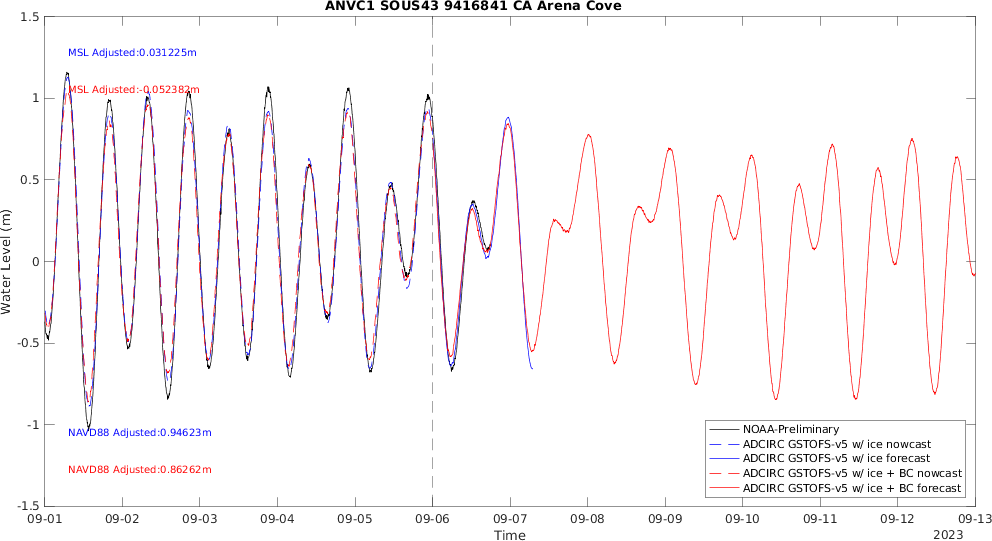 ANVC1 SOUS43 9416841 CA Arena Cove
1.5
MSL Adjusted:0.031225m
MSL Adjusted:-0.052382m
1
0.5
0
-0.5
-1
-1.5
Water Level (m)
NAVD88 Adjusted:0.94623m
NAVD88 Adjusted:0.86262m
NOAA-Preliminary
ADCIRC GSTOFS-v5 w/ ice nowcast
ADCIRC GSTOFS-v5 w/ ice forecast
ADCIRC GSTOFS-v5 w/ ice + BC nowcast
ADCIRC GSTOFS-v5 w/ ice + BC forecast
09-01 09-02 09-03 09-04 09-05 09-06 09-07 09-08 09-09 09-10 09-11 09-12 09-13
Time
2023